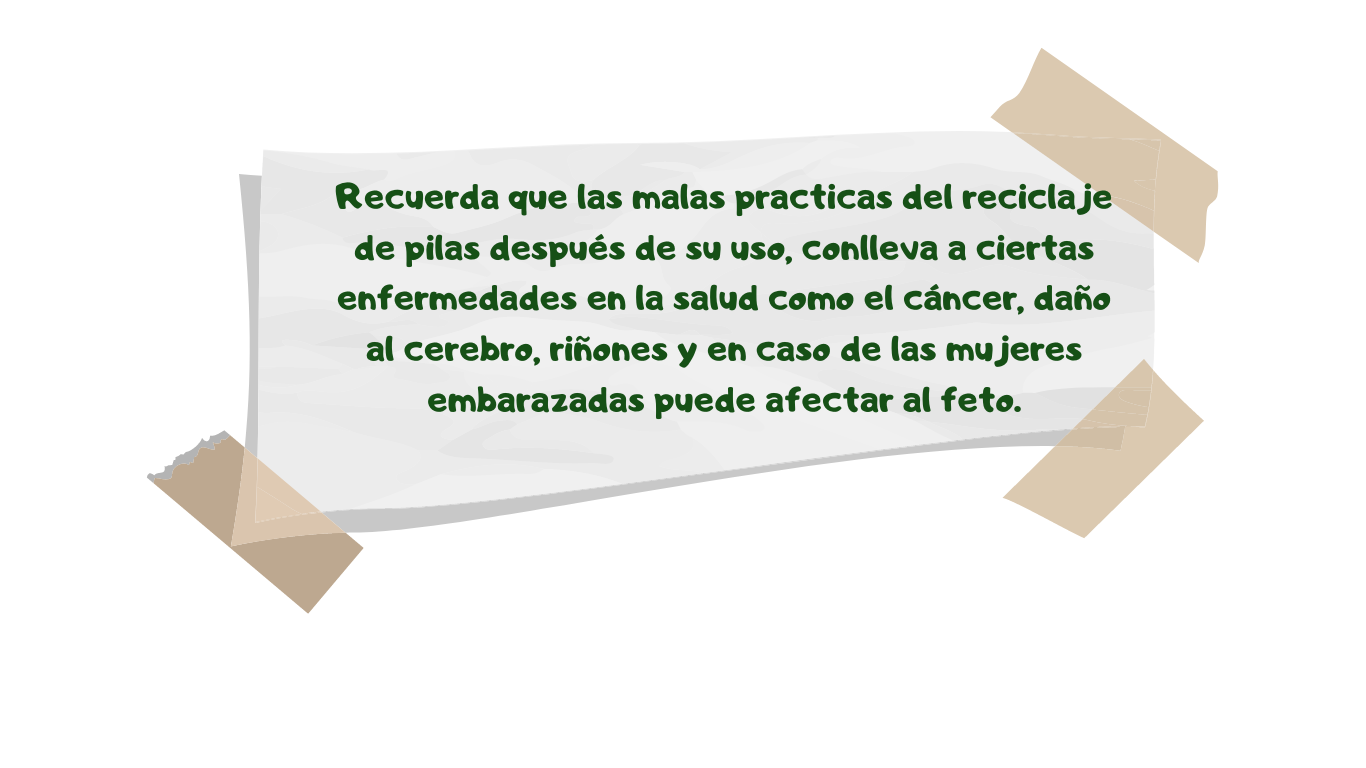 Recuerda que las malas practicas del reciclaje
de pilas después de su uso, conlleva a ciertas
enfermedades en la salud como el cáncer, daño
al cerebro, riñones y en caso de las mujeres
embarazadas puede afectar al feto.